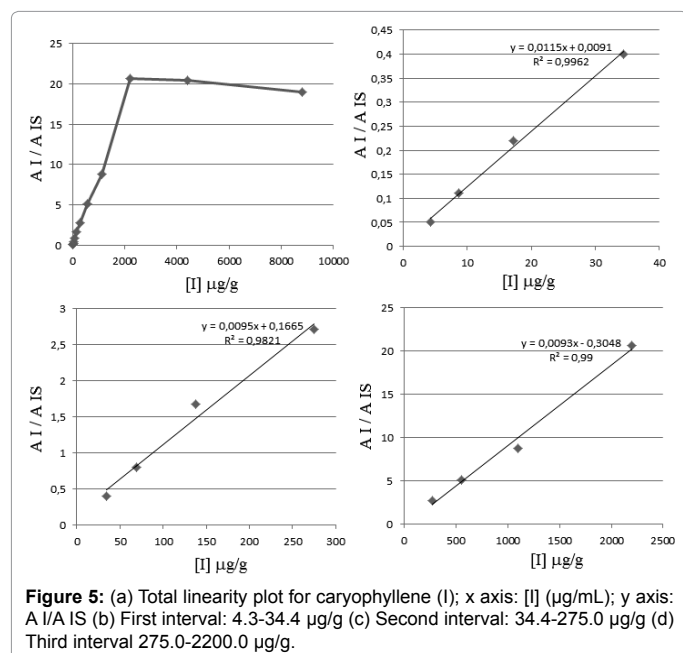 25
20
15
10
5
0
0 2000 4000 6000 8000 10000
A I / A IS
[I] µg/g
0,45
0,4
0,35
0,3
0,25
0,2
0,15
0,1
0,05
0
0 10 20 30 40
y = 0,0115x + 0,0091
R² = 0,9962
A I / A IS
[I] µg/g
3
2,5
2
1,5
1
0,5
0
0 50 100 150 200 250 300
y = 0,0095x + 0,1665
R² = 0,9821
A I / A IS
[I] µg/g
25
20
15
10
5
0
0 500 1000 1500 2000 2500
y = 0,0093x - 0,3048
R² = 0,99
A I / A IS
[I] µg/g
Figure 5: (a) Total linearity plot for caryophyllene (I); x axis: [I] (µg/mL); y axis:
A I/A IS (b) First interval: 4.3-34.4 µg/g (c) Second interval: 34.4-275.0 µg/g (d)
Third interval 275.0-2200.0 µg/g.